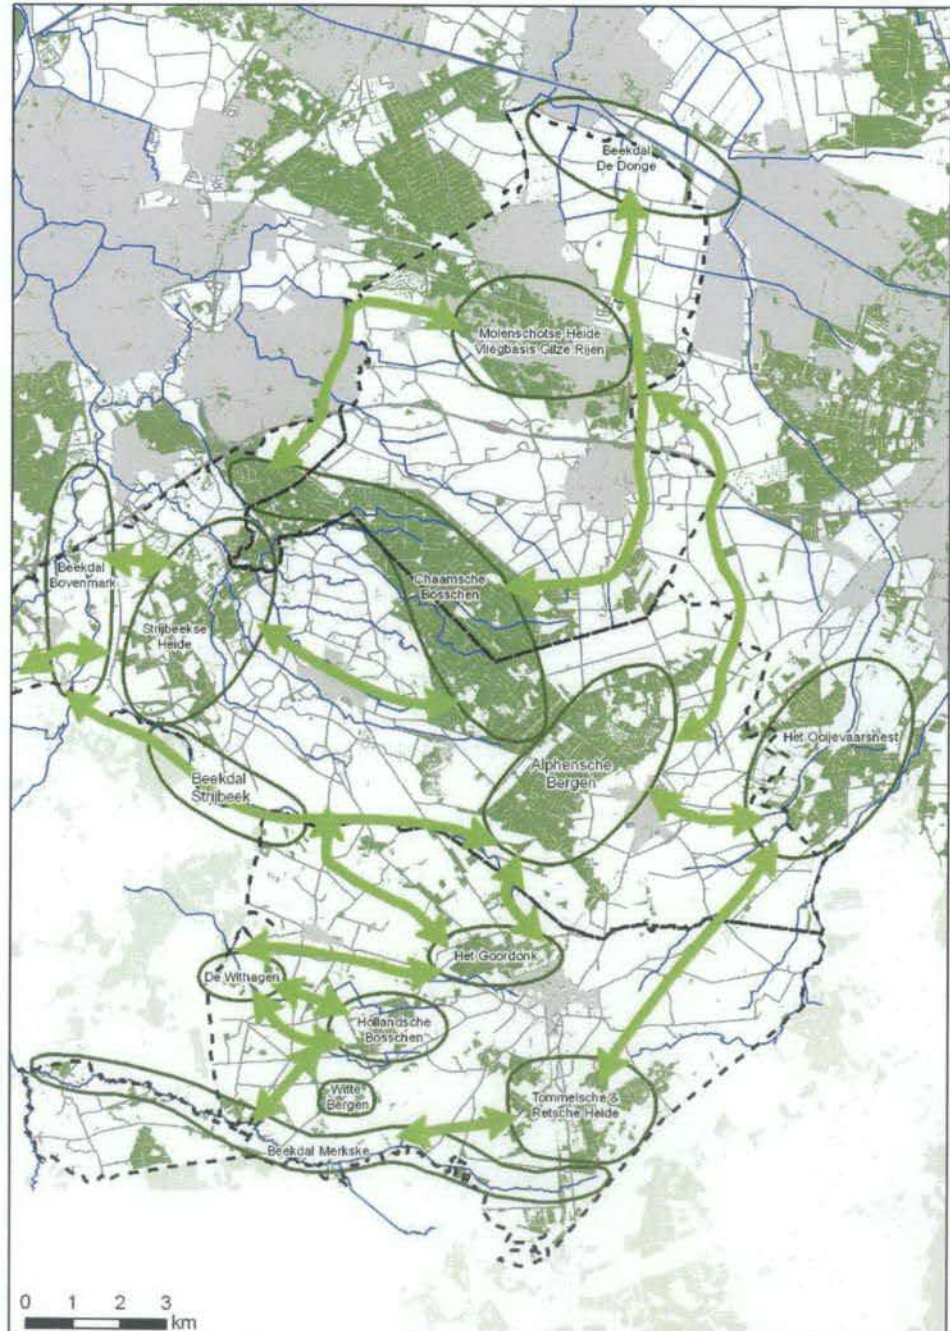 Beekdal
De Donge
Molenschotse Heide
Vliegbasis Gilze Rijen
Beekdal
Bovenmark
Chaamsche
Bosschen
Strijbeekse
Heide
Het Ooijevaarsnest
Alphensche
Bergen
Beekdal
Strijbeek
Het Goordonk
De Withagen
Hollandsche
Bosschen
Witte
Bergen
Tommelsche &
Retsche Heide
Beekdal Merkske
0 1 2 3
km